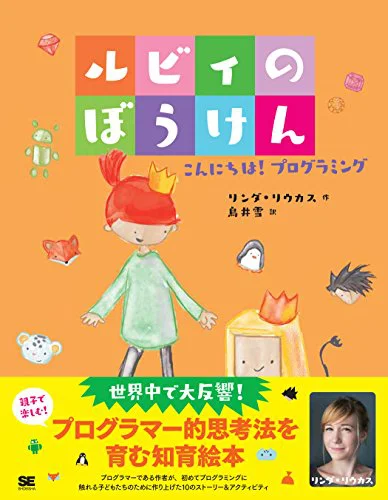 ルビィの
ぼうけん
こんにちは!プログラミング
リンダ・リウカス 作
鳥井雪 訳
世界中で大反響!
親子で
楽しむ!
プログラマー的思考法を
育む知育絵本
プログラマーである作者が、初めてプログラミングに
触れる子どもたちのために作り上げた10のストーリー&アクティビティ
SE
SHOEISHA
リンダ・リウカス